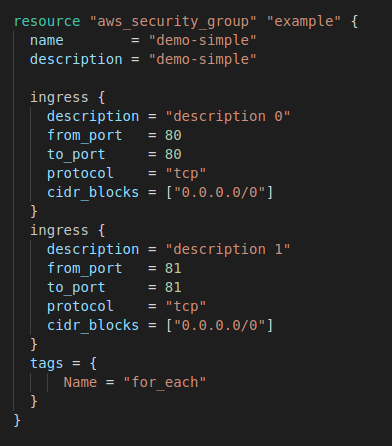 resource "aws_security_group" "example" {
  name        = "demo-simple"
  description = "demo-simple"

  ingress {
    description = "description 0"
    from_port   = 80
    to_port     = 80
    protocol    = "tcp"
    cidr_blocks = ["0.0.0.0/0"]
  }
  ingress {
    description = "description 1"
    from_port   = 81
    to_port     = 81
    protocol    = "tcp"
    cidr_blocks = ["0.0.0.0/0"]
  }
  tags = {
      Name = "for_each"
  }
}